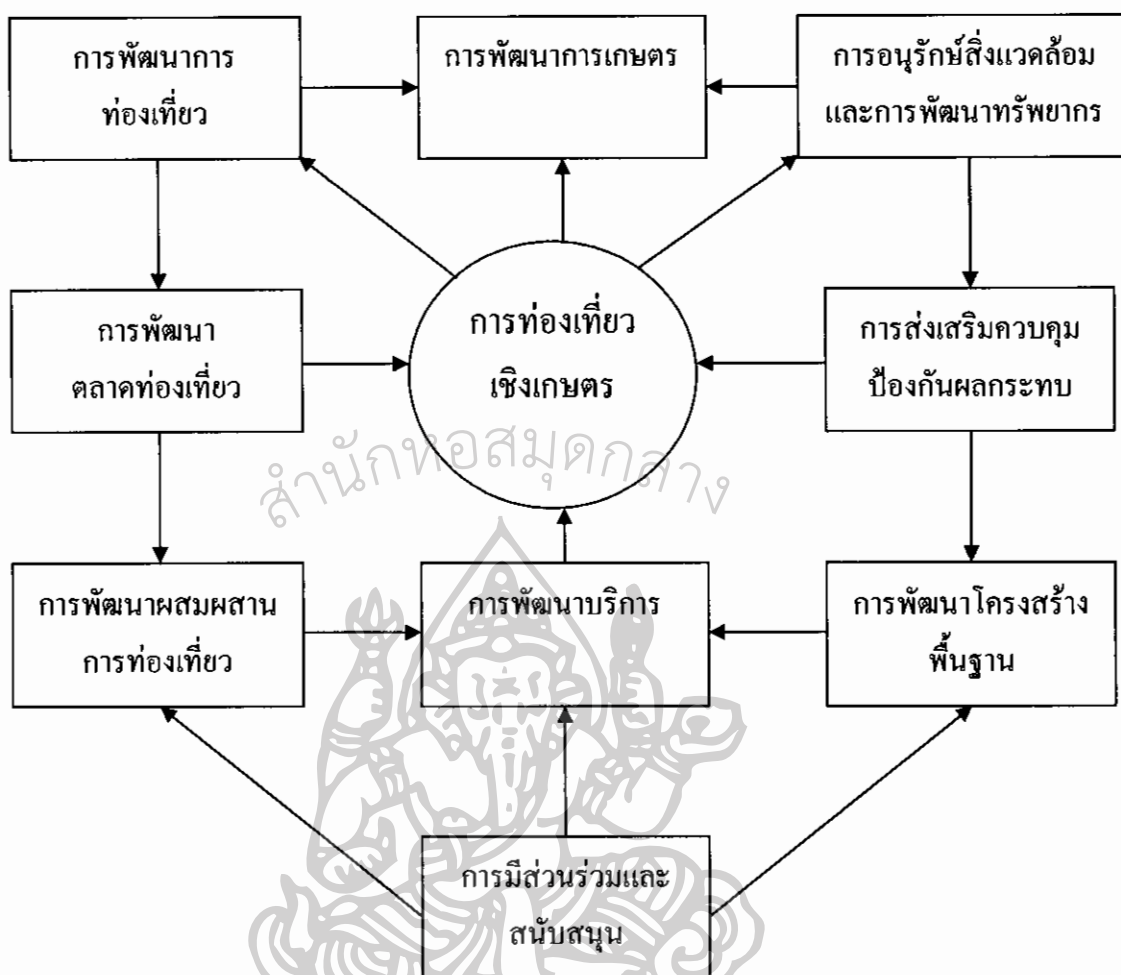 การพัฒนาการ
ท่องเที่ยว
การพัฒนาการเกษตร
การอนุรักษ์สิ่งแวดล้อม
และการพัฒนาทรัพยากร
การพัฒนา
ตลาดท่องเที่ยว
การท่องเที่ยว
เชิงเกษตร
การส่งเสริมควบคุม
ป้องกันผลกระทบ
สำนักหอสมุดกลาง
การพัฒนาผสมผสาน
การท่องเที่ยว
การพัฒนาบริการ
การพัฒนาโครงสร้าง
พื้นฐาน
การมีส่วนร่วมและ
สนับสนุน